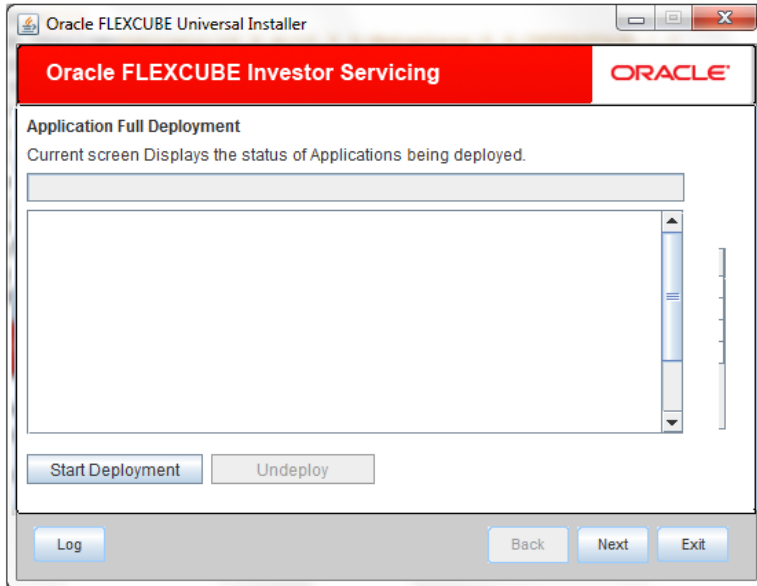 Oracle FLEXCUBE Universal Installer
Oracle FLEXCUBE Investor Servicing
ORACLE
Application Full Deployment
Current screen Displays the status of Applications being deployed.
Start Deployment
Undeploy
Log
Back
Next
Exit